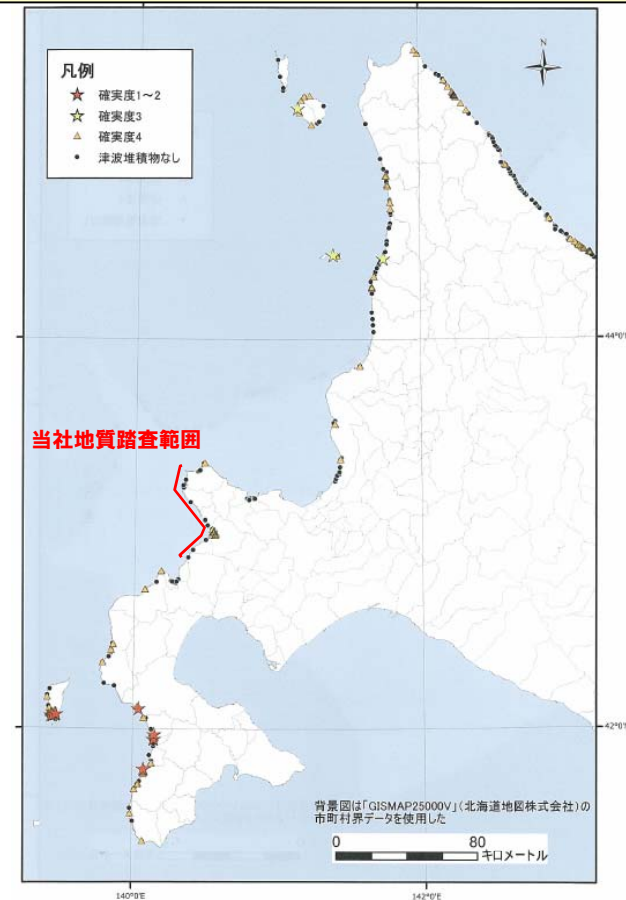 凡例
確実度1～2
確実度3
確実度4
津波堆積物なし
N
44°0'
当社地質踏査範囲
42°0'
背景図は「GISMAP25000V」(北海道地図株式会社)の
市町村界データを使用した
0 80
キロメートル
140°0'E 142°0'E